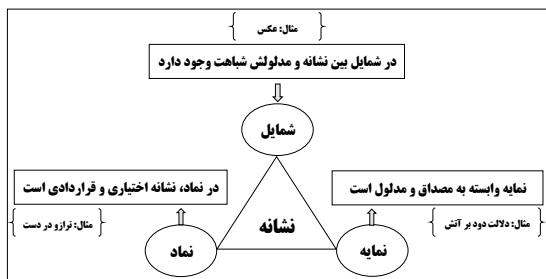 مثال: عکس
در شمایل بین نشانه و مدلولش شباهت وجود دارد
شمایل
نمایه وابسته به مصداق و مدلول است
در نماد، نشانه اختیاری و قراردادی است
مثال: دلالت دود بر آتش
مثال: ترازو در دست
نشانه
نمایه
نماد